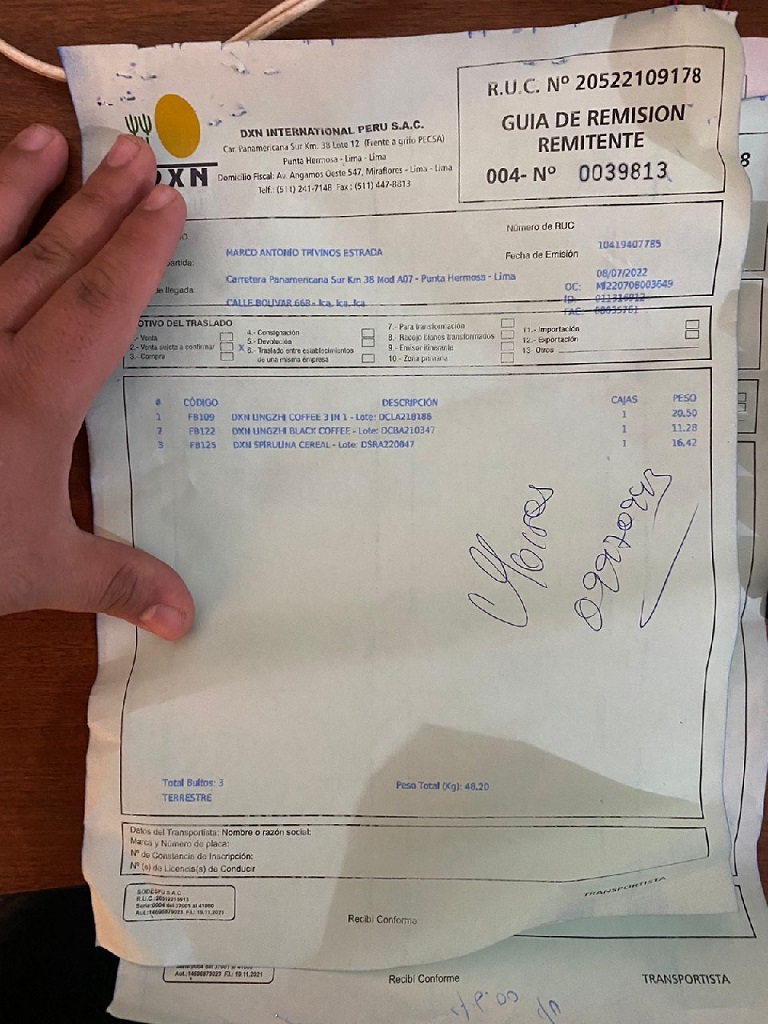 DXN
DXN INTERNATIONAL PERU S.A.C.
Car. Panamericana Sur Km. 38 Lote 12 (Frente a grifo PECSA)
Punta Hermosa - Lima - Lima
Domicilio Fiscal: Av. Angamos Oeste 547, Miraflores - Lima - Lima
Telf.: (511) 241-7148 Fax: (511) 447-8813
R.U.C. Nº 20522109178
GUIA DE REMISION
REMITENTE
004- Nº 0039813
Número de RUC
10419407785
MARCO ANTONIO TRIVINOS ESTRADA
Fecha de Emisión
08/07/2022
partida: Carretera Panamericana Sur Km 38 Mod A07 - Punta Hermosa - Lima
OC: MI220708003649
de llegada: CALLE BOLIVAR 668 - Ica, Ica, Ica
ID:
FAC:
OTIVO DEL TRASLADO
1.- Venta
2.- Venta sujeta a confirmar
3.- Compra
4.- Consignación
5.- Devolución
X 6.- Traslado entre establecimientos
de una misma empresa
7.- Para transformación
8.- Recojo bienes transformados
9.- Emisor itinerante
10.- Zona primaria
11.- Importación
12.- Exportación
13.- Otros
# CÓDIGO DESCRIPCIÓN CAJAS PESO
1 FB109 DXN LINGZHI COFFEE 3 IN 1 - Lote: DCLA218188 1 20,50
2 FB122 DXN LINGZHI BLACK COFFEE - Lote: DCBA210347 1 11,28
3 FB125 DXN SPIRULINA CEREAL - Lote: DSRA220047 1 16,42
Total Bultos: 3
Peso Total (Kg): 48,20
TERRESTRE
Datos del Transportista: Nombre o razón social:
Marca y Número de placa:
Nº de Constancia de Inscripción:
Nº (s) de Licencia(s) de Conducir
TRANSPORTISTA
Recibí Conforme
Recibí Conforme
TRANSPORTISTA